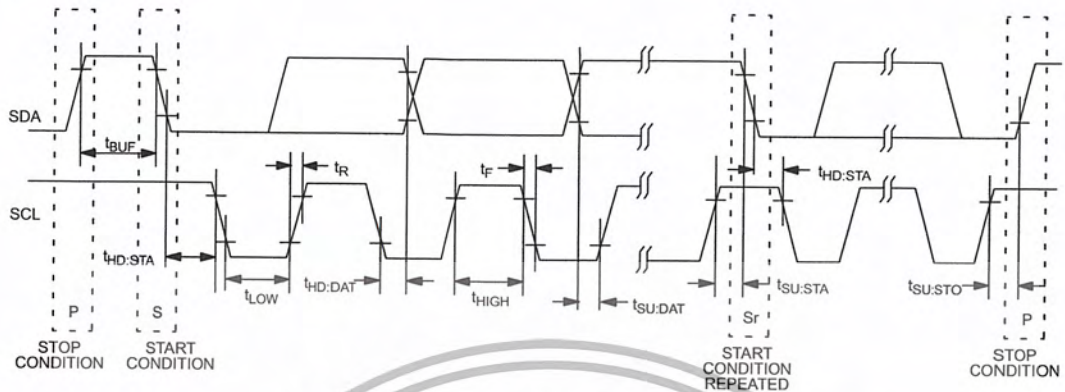 SDA
tBUF
tR
tF
tHD:STA
SCL
tHD:STA
tLOW
tHD:DAT
tHIGH
tSU:DAT
tSU:STA
tSU:STO
P
S
Sr
P
STOP
CONDITION
START
CONDITION
START
CONDITION
REPEATED
STOP
CONDITION